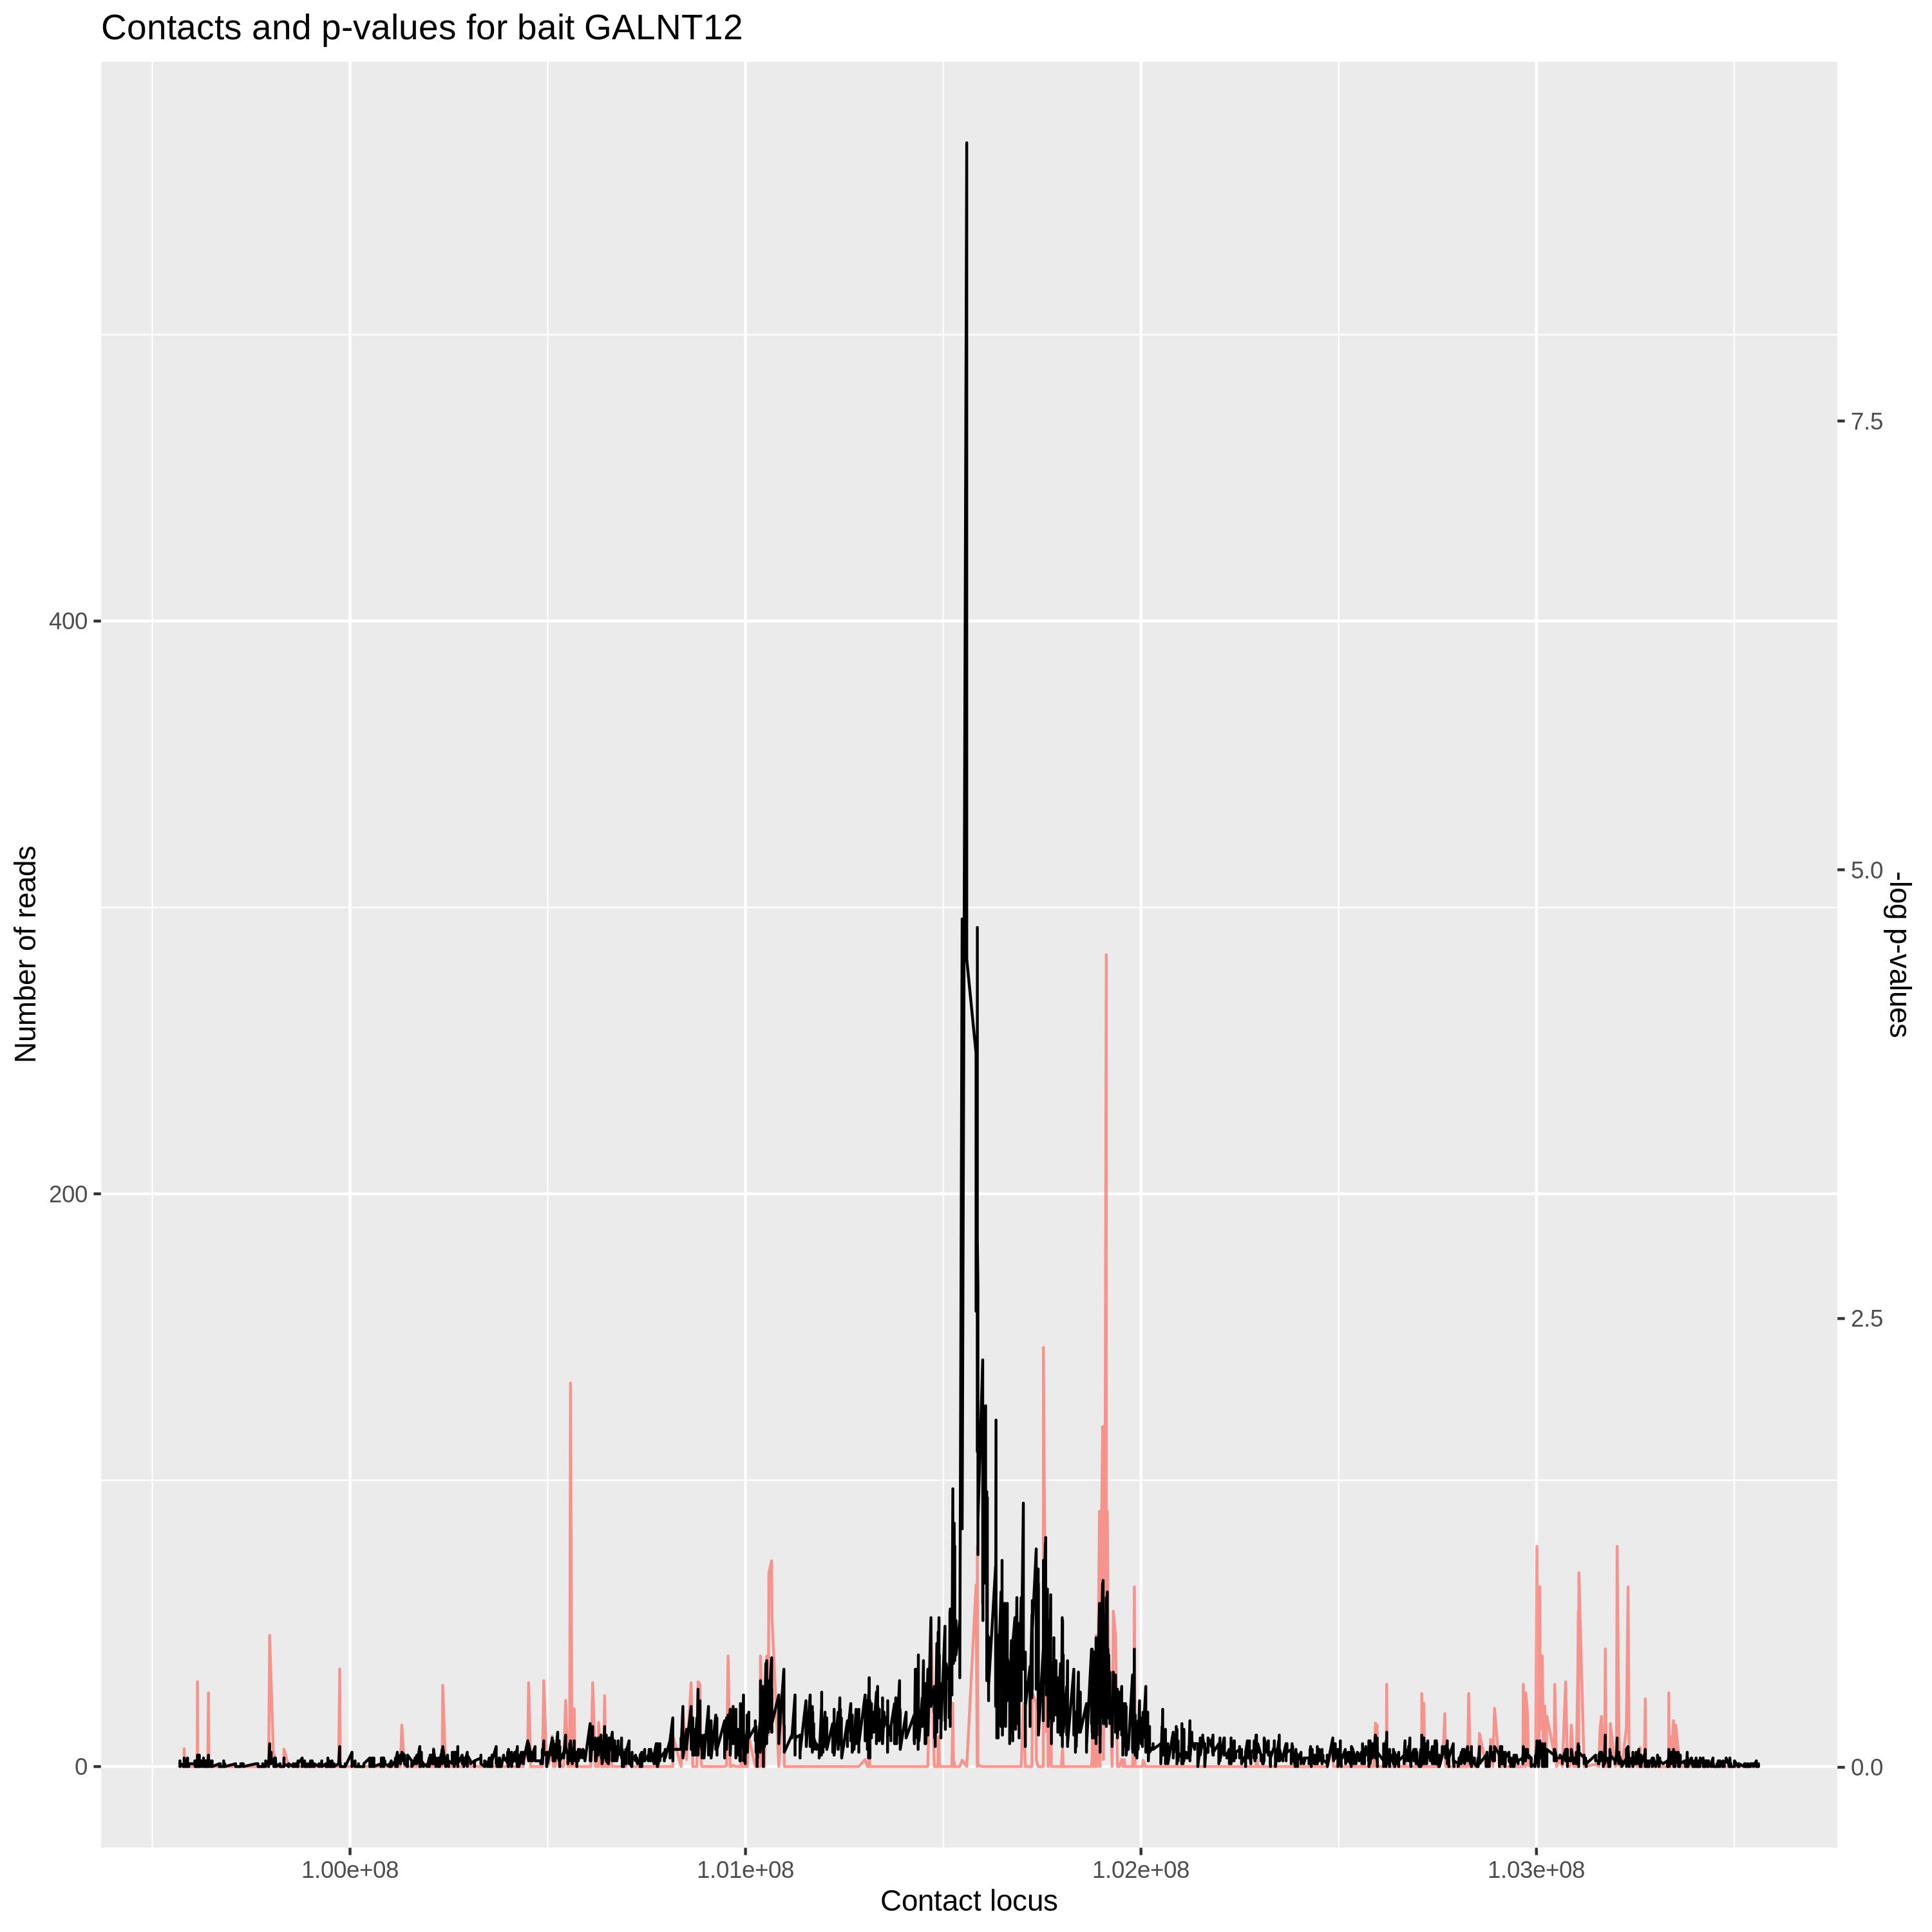 Contacts and p-values for bait GALNT12
Number of reads
400
200
0
7.5
5.0
2.5
0.0
-log p-values
1.00e+08
1.01e+08
1.02e+08
1.03e+08
Contact locus